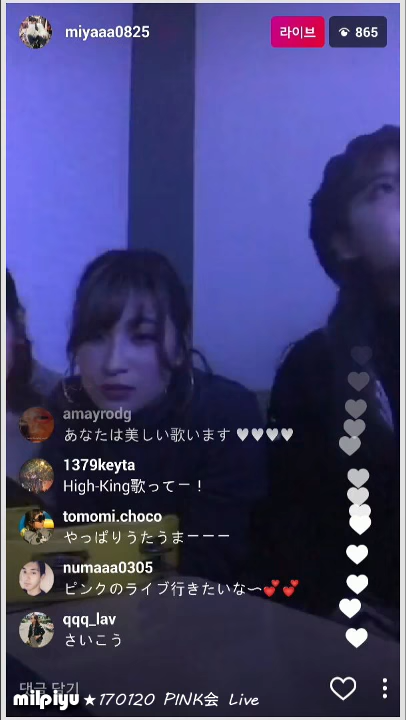 miyaaa0825
라이브
865
amayrodg
あなたは美しい歌います ♥♥♥♥
1379keyta
High-King歌ってー！
tomomi.choco
やっぱりうたうまーーー
numaaa0305
ピンクのライブ行きたいな〜💕💕
qqq_lav
さいこう
댓글 달기
milpiyu ★170120 PINK会 Live